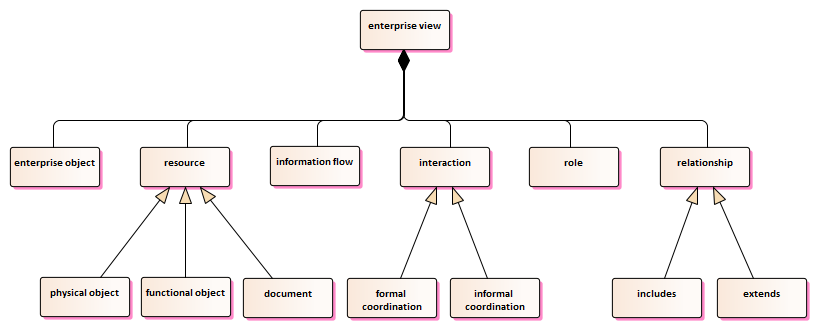 enterprise view
enterprise object
resource
information flow
interaction
role
relationship
physical object
functional object
document
formal
coordination
informal
coordination
includes
extends